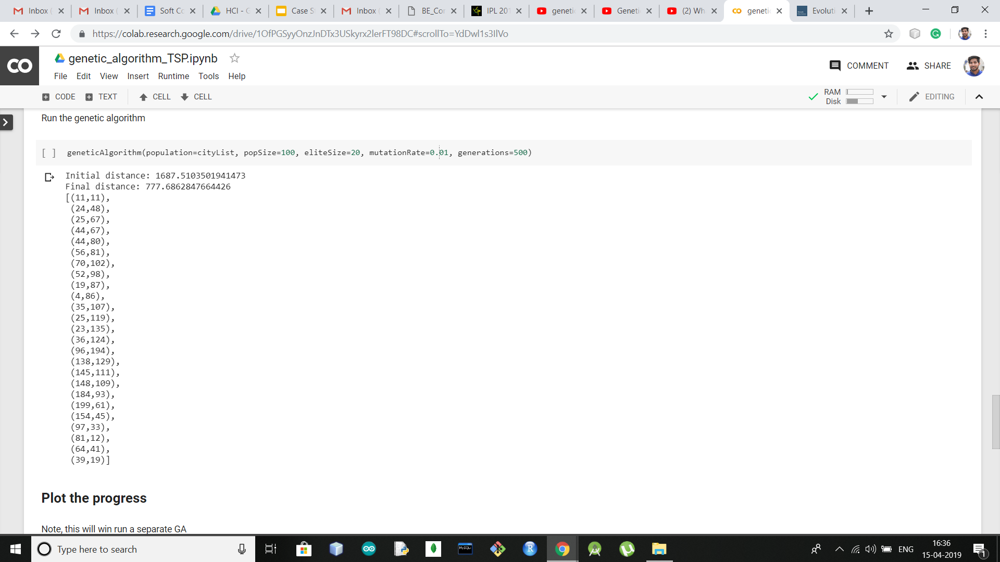 Inbox (
Inbox (
Soft Co
HCI - G
Case S
Inbox (
BE_Cor
IPL 201
genetic
Geneti
(2) Wh
geneti
Evoluti
https://colab.research.google.com/drive/1OfPGSyyOnzJnDTx3USkyrx2lerFT98DC#scrollTo=YdDwl1s3IlVo
CO
genetic_algorithm_TSP.ipynb
COMMENT
SHARE
File Edit View Insert Runtime Tools Help
CODE TEXT CELL CELL
RAM
Disk
EDITING
Run the genetic algorithm
[ ] geneticAlgorithm(population=cityList, popSize=100, eliteSize=20, mutationRate=0.01, generations=500)
Initial distance: 1687.5103501941473
Final distance: 777.6862847664426
[(11,11),
(24,48),
(25,67),
(44,67),
(44,80),
(56,81),
(70,102),
(52,98),
(19,87),
(4,86),
(35,107),
(25,119),
(23,135),
(36,124),
(96,194),
(138,129),
(145,111),
(148,109),
(184,93),
(199,61),
(154,45),
(97,33),
(81,12),
(64,41),
(39,19)]
Plot the progress
Note, this will win run a separate GA
Type here to search
MySQL
R
ENG
16:36
15-04-2019
1